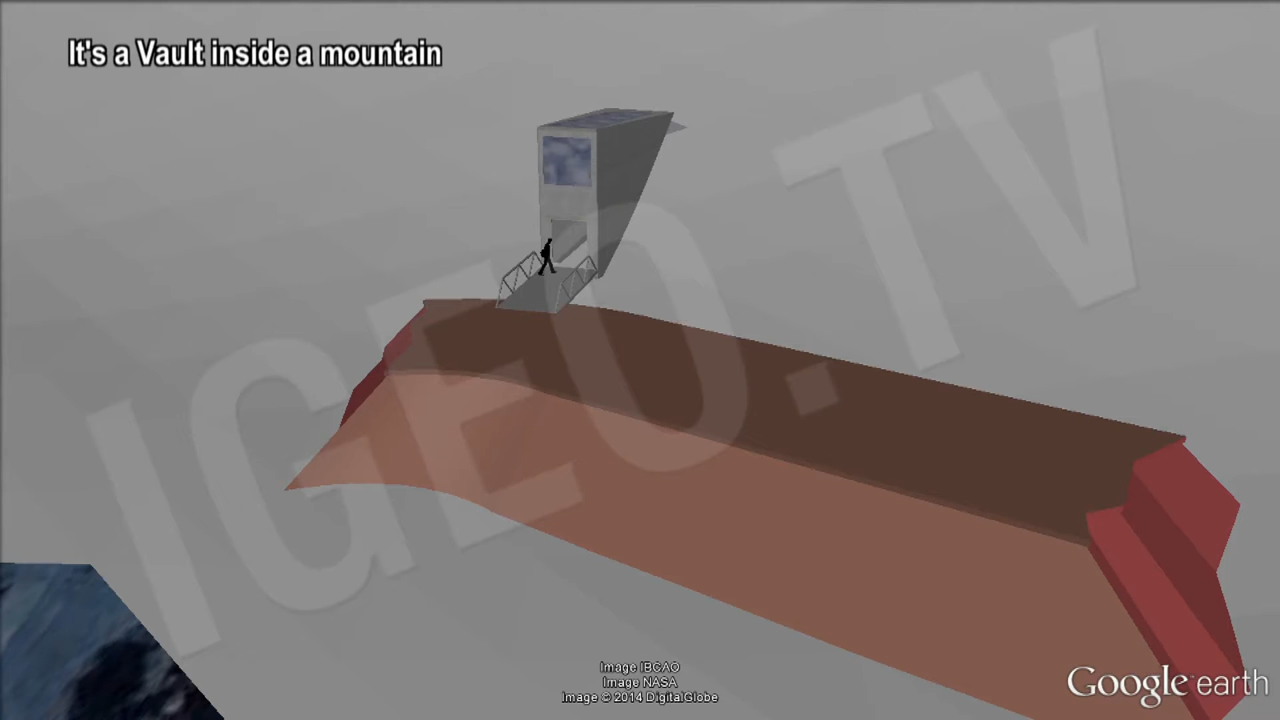 It's a Vault inside a mountain
IGEO.TV
Image IBCAO
Image NASA
Image © 2014 DigitalGlobe
Google earth